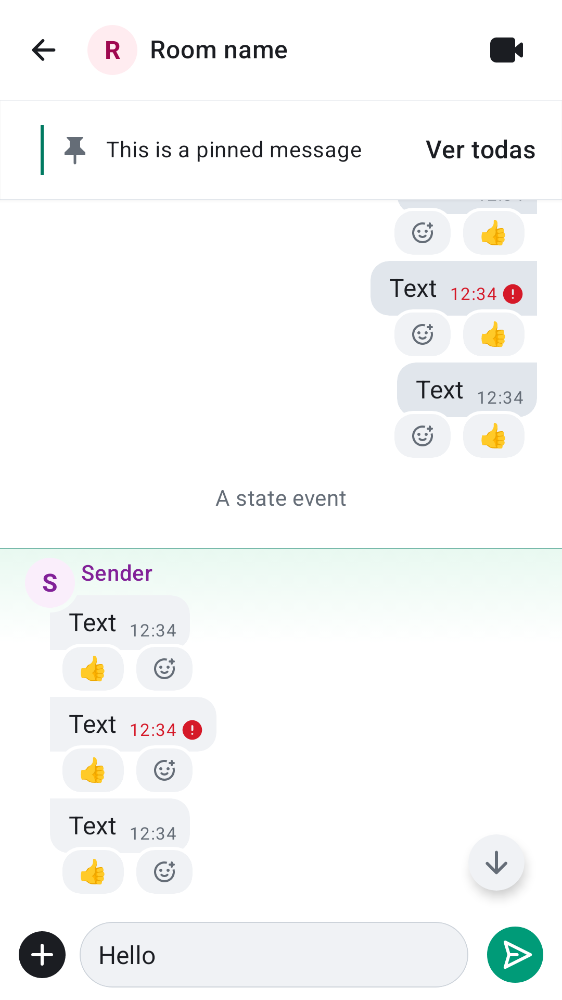 R Room name
This is a pinned message Ver todas
Text 12:34
Text 12:34
A state event
S Sender
Text 12:34
Text 12:34
Text 12:34
Hello